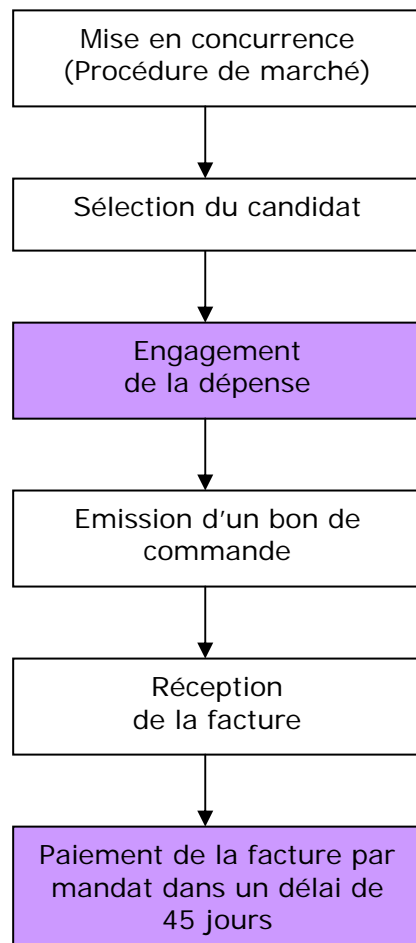 Mise en concurrence
(Procédure de marché)
Sélection du candidat
Engagement
de la dépense
Emission d'un bon de
commande
Réception
de la facture
Paiement de la facture par
mandat dans un délai de
45 jours